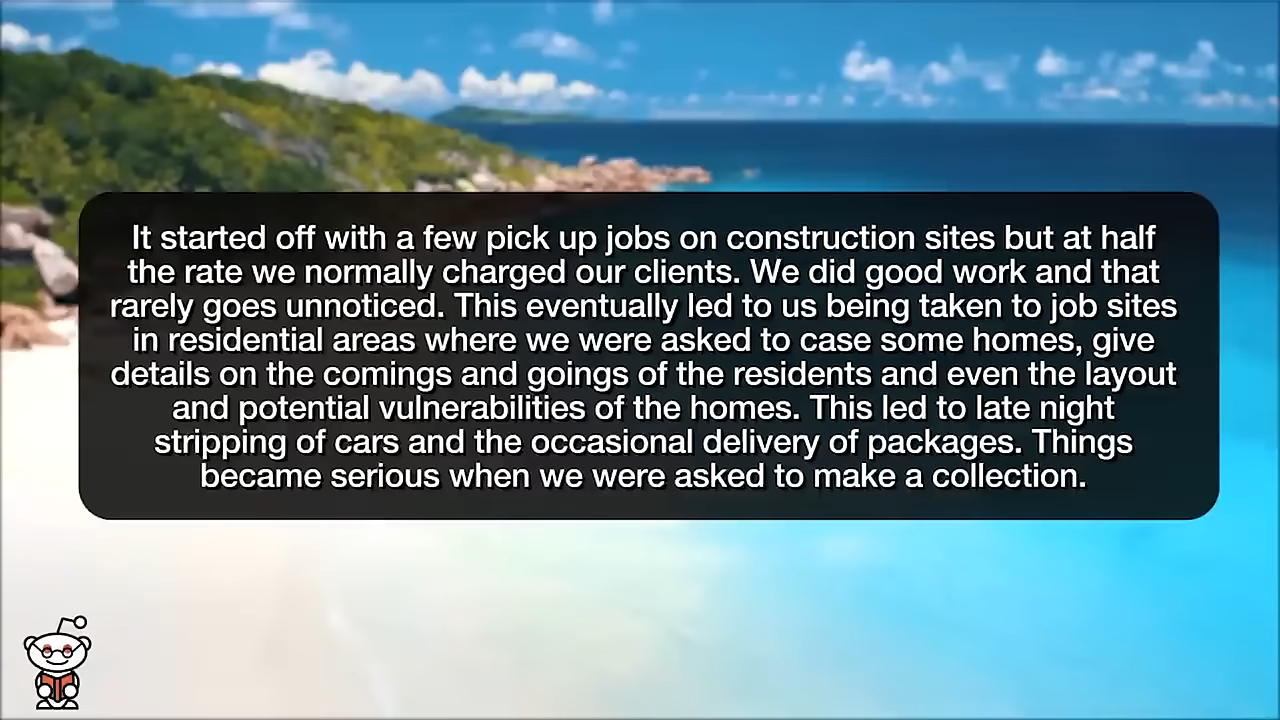 It started off with a few pick up jobs on construction sites but at half
the rate we normally charged our clients. We did good work and that
rarely goes unnoticed. This eventually led to us being taken to job sites
in residential areas where we were asked to case some homes, give
details on the comings and goings of the residents and even the layout
and potential vulnerabilities of the homes. This led to late night
stripping of cars and the occasional delivery of packages. Things
became serious when we were asked to make a collection.